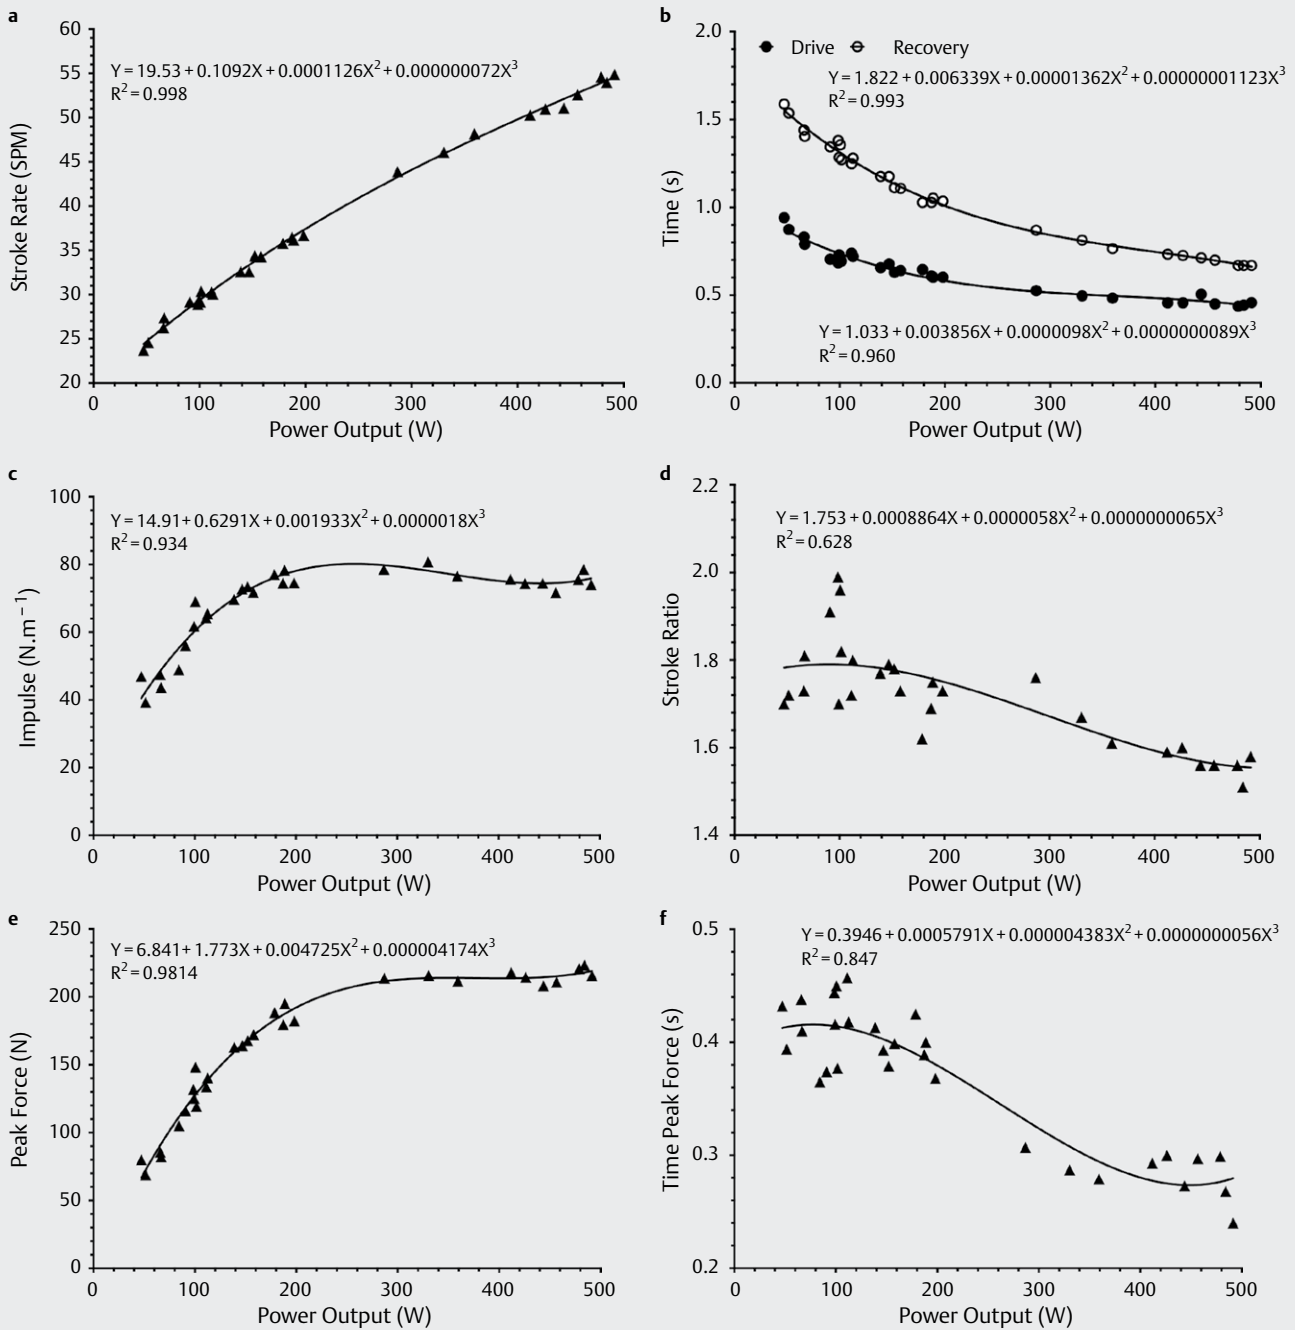 a
60
55
50
45
40
35
30
25
20
Stroke Rate (SPM)
Y = 19.53 + 0.1092X + 0.0001126X² + 0.000000072X³
R² = 0.998
0 100 200 300 400 500
Power Output (W)
b
2.0
1.5
1.0
0.5
0.0
Time (s)
Drive Recovery
Y = 1.822 + 0.006339X + 0.00001362X² + 0.00000001123X³
R² = 0.993
Y = 1.033 + 0.003856X + 0.0000098X² + 0.0000000089X³
R² = 0.960
0 100 200 300 400 500
Power Output (W)
c
100
80
60
40
20
0
Impulse (N.m⁻¹)
Y = 14.91 + 0.6291X + 0.001933X² + 0.0000018X³
R² = 0.934
0 100 200 300 400 500
Power Output (W)
d
2.2
2.0
1.8
1.6
1.4
Stroke Ratio
Y = 1.753 + 0.0008864X + 0.0000058X² + 0.0000000065X³
R² = 0.628
0 100 200 300 400 500
Power Output (W)
e
250
200
150
100
50
0
Peak Force (N)
Y = 6.841 + 1.773X + 0.004725X² + 0.000004174X³
R² = 0.9814
0 100 200 300 400 500
Power Output (W)
f
0.5
0.4
0.3
0.2
Time Peak Force (s)
Y = 0.3946 + 0.0005791X + 0.000004383X² + 0.0000000056X³
R² = 0.847
0 100 200 300 400 500
Power Output (W)